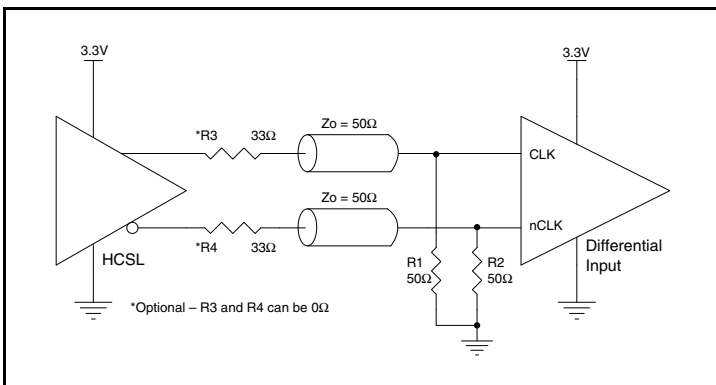 3.3V
3.3V
*R3
33Ω
Zo = 50Ω
CLK
Zo = 50Ω
nCLK
*R4
33Ω
HCSL
R1
50Ω
R2
50Ω
Differential
Input
*Optional – R3 and R4 can be 0Ω